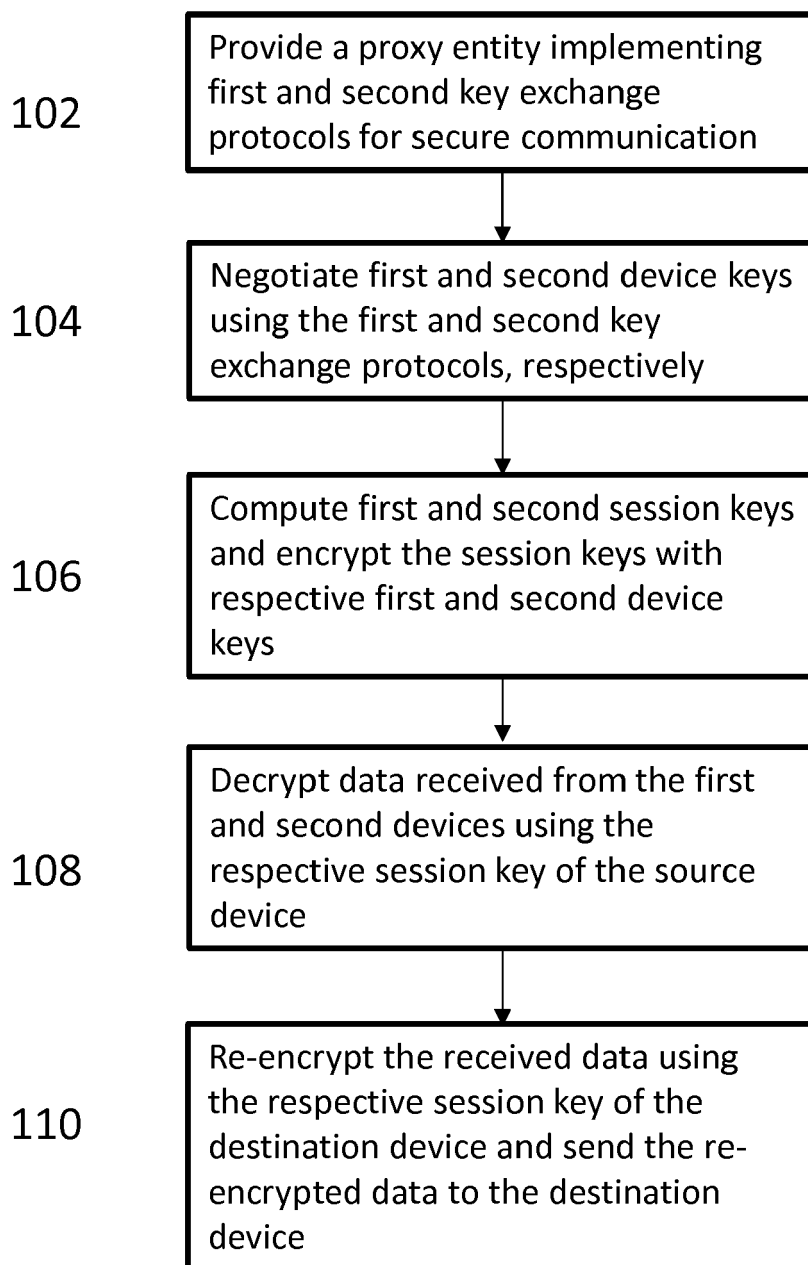 102
Provide a proxy entity implementing
first and second key exchange
protocols for secure communication
104
Negotiate first and second device keys
using the first and second key
exchange protocols, respectively
106
Compute first and second session keys
and encrypt the session keys with
respective first and second device
keys
108
Decrypt data received from the first
and second devices using the
respective session key of the source
device
110
Re-encrypt the received data using
the respective session key of the
destination device and send the re-
encrypted data to the destination
device